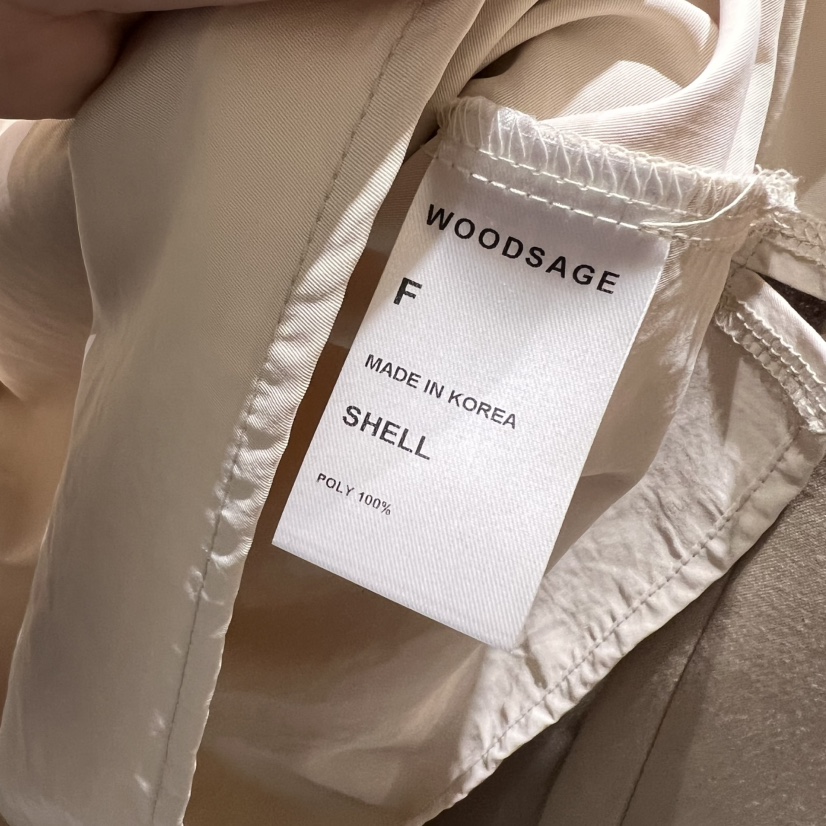 WOODSAGE
F
MADE IN KOREA
SHELL
POLY 100%